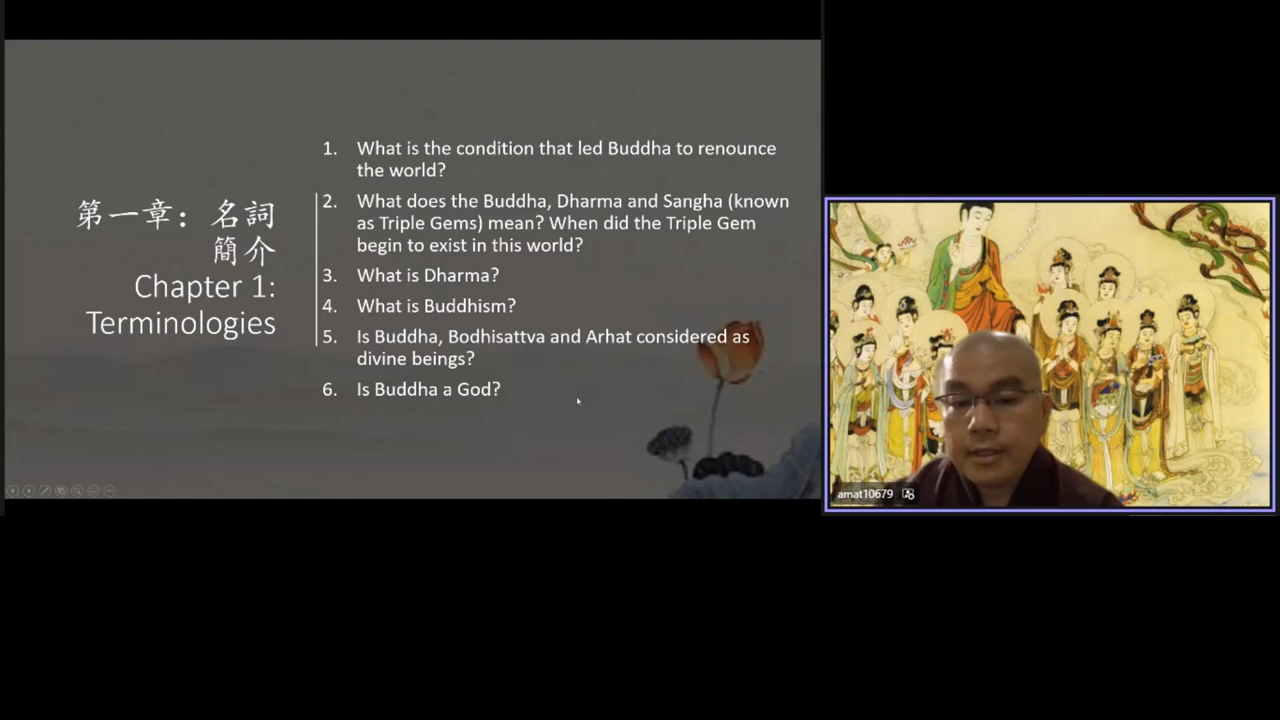 第一章：名詞
簡介
Chapter 1:
Terminologies
1. What is the condition that led Buddha to renounce
the world?
2. What does the Buddha, Dharma and Sangha (known
as Triple Gems) mean? When did the Triple Gem
begin to exist in this world?
3. What is Dharma?
4. What is Buddhism?
5. Is Buddha, Bodhisattva and Arhat considered as
divine beings?
6. Is Buddha a God?
amat10679